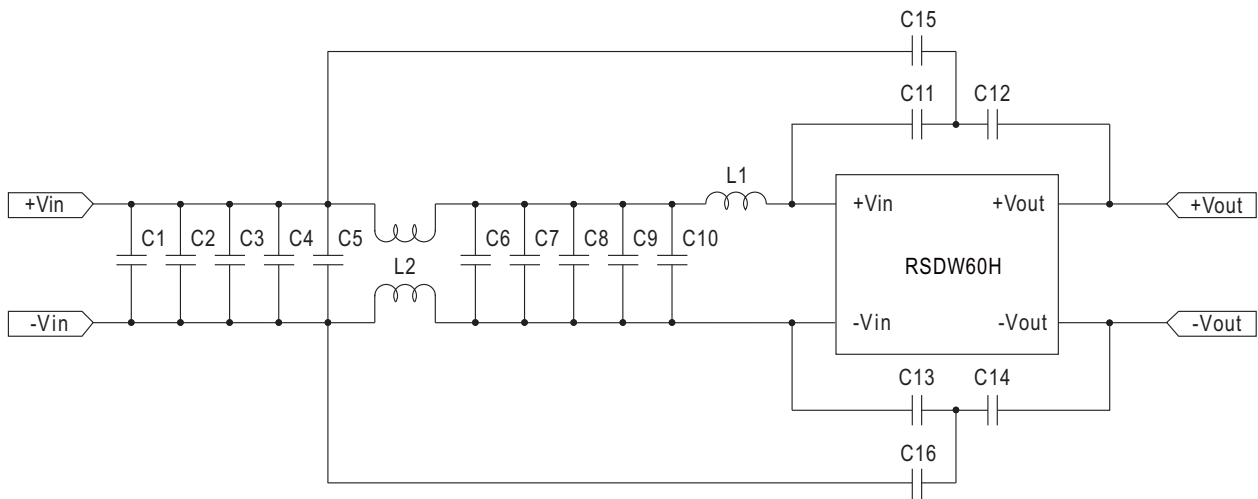 C15
C11 C12
L1
+Vin +Vin +Vout +Vout
C1 C2 C3 C4 C5 C6 C7 C8 C9 C10
L2 RSDW60H
-Vin -Vin -Vout -Vout
C13 C14
C16